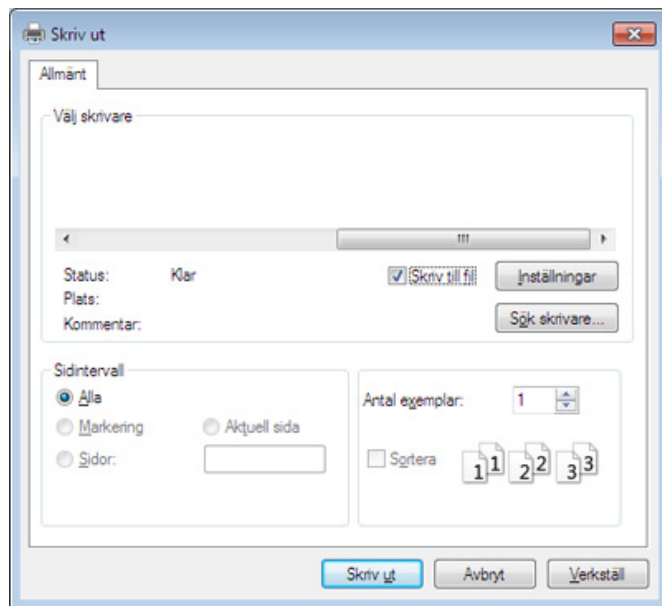 Skriv ut
Allmänt
Välj skrivare
Status: Klar
Skriv till fil
Inställningar
Plats:
Kommentar:
Sök skrivare...
Sidintervall
Alla
Markering
Aktuell sida
Sidor:
Antal exemplar: 1
Sortera
1 1 2 2 3 3
Skriv ut
Avbryt
Verkställ